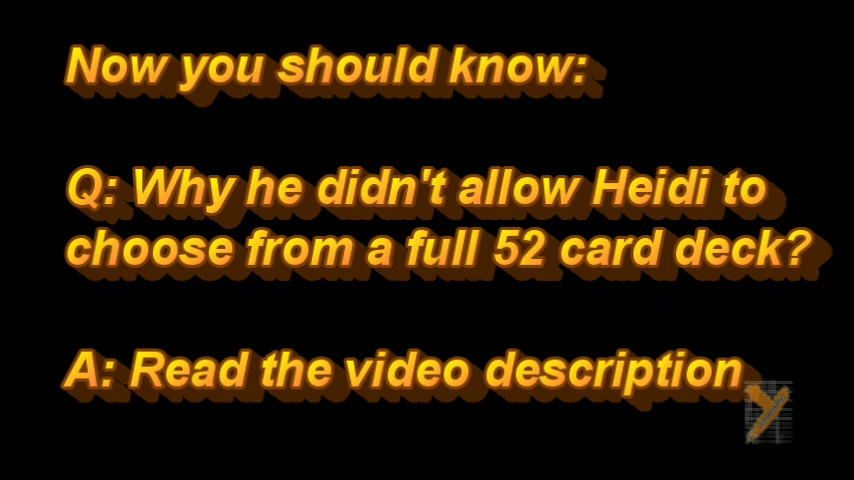 Now you should know:
Q: Why he didn't allow Heidi to
choose from a full 52 card deck?
A: Read the video description